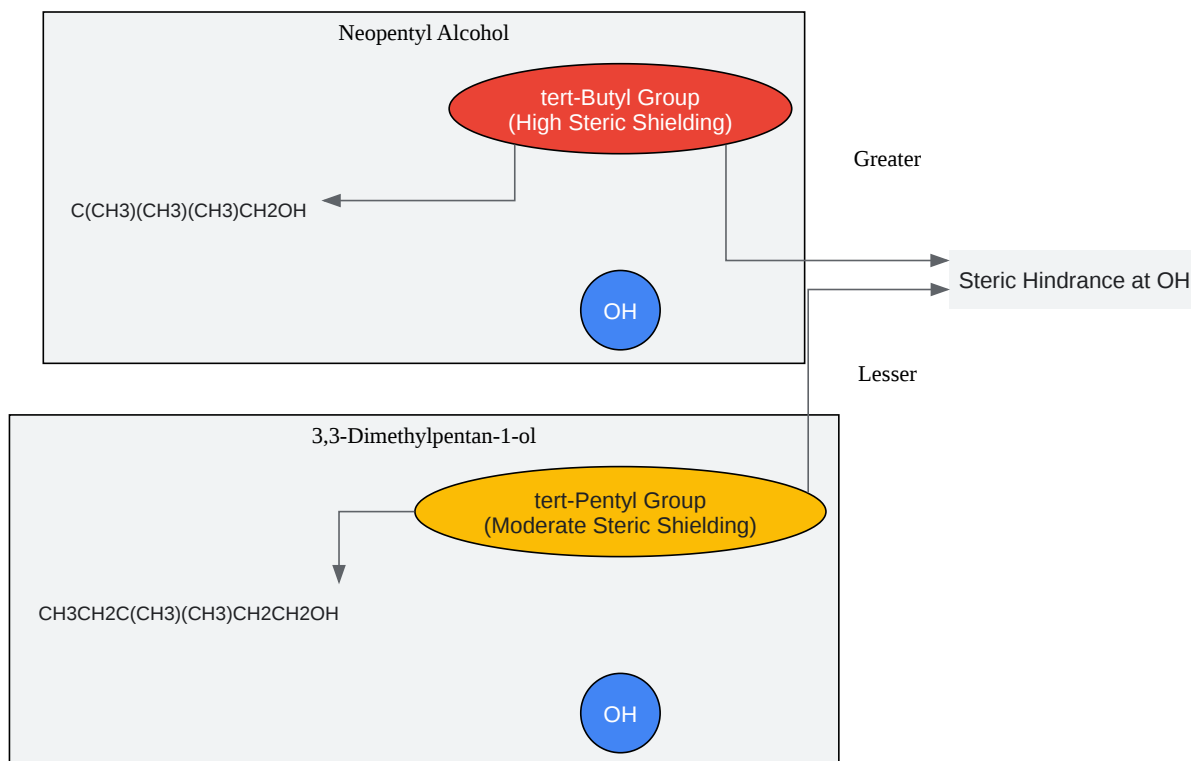 Neopentyl Alcohol
tert-Butyl Group
(High Steric Shielding)
Greater
C(CH3)(CH3)(CH3)CH2OH
Steric Hindrance at OH
OH
Lesser
3,3-Dimethylpentan-1-ol
tert-Pentyl Group
(Moderate Steric Shielding)
CH3CH2C(CH3)(CH3)CH2CH2OH
OH